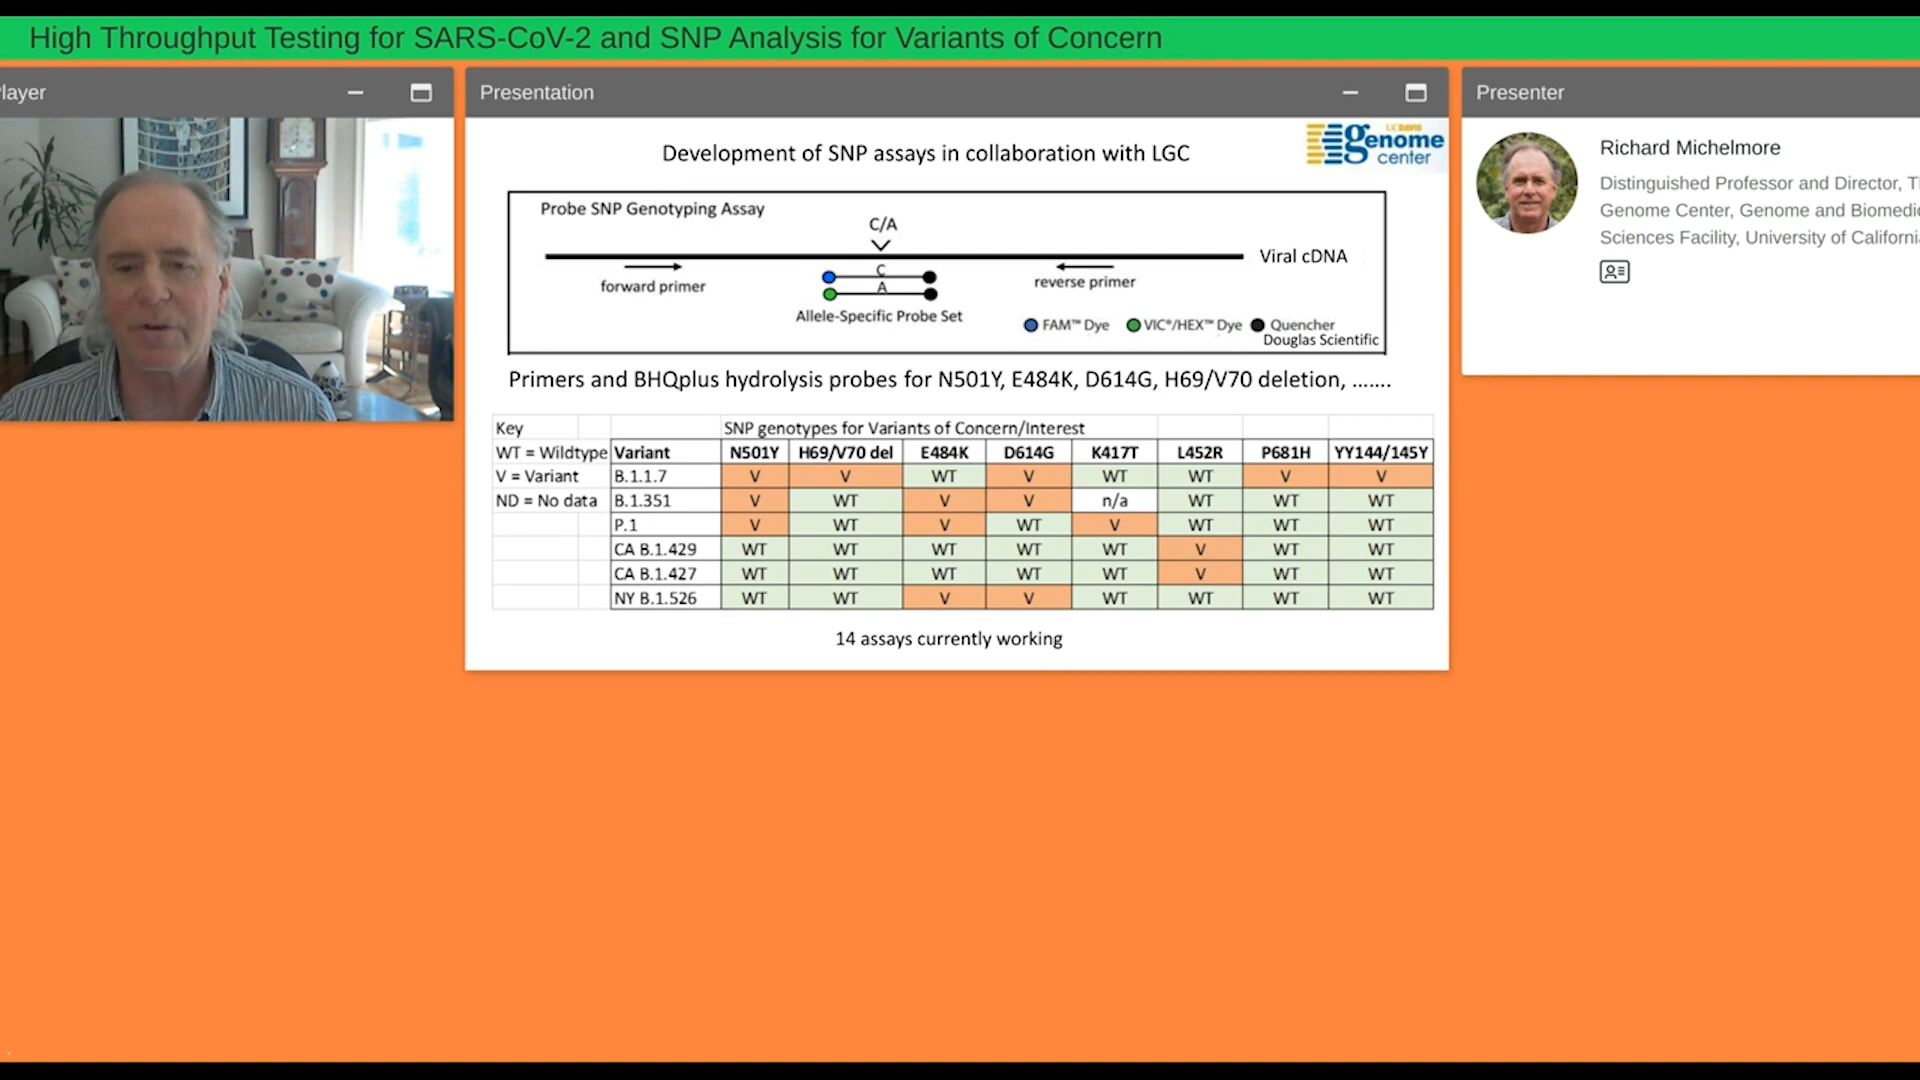 High Throughput Testing for SARS-CoV-2 and SNP Analysis for Variants of Concern
layer
Presentation
Presenter
Development of SNP assays in collaboration with LGC
UC DAVIS
genome
center
Probe SNP Genotyping Assay
C/A
Viral cDNA
forward primer
C
A
reverse primer
Allele-Specific Probe Set
FAM™ Dye VIC®/HEX™ Dye Quencher
Douglas Scientific
Primers and BHQplus hydrolysis probes for N501Y, E484K, D614G, H69/V70 deletion, .......
Key SNP genotypes for Variants of Concern/Interest
WT = Wildtype Variant N501Y H69/V70 del E484K D614G K417T L452R P681H YY144/145Y
V = Variant B.1.1.7 V V WT V WT WT V V
ND = No data B.1.351 V WT V V n/a WT WT WT
P.1 V WT V WT V WT WT WT
CA B.1.429 WT WT WT WT WT V WT WT
CA B.1.427 WT WT WT WT WT V WT WT
NY B.1.526 WT WT V V WT WT WT WT
14 assays currently working
Richard Michelmore
Distinguished Professor and Director, T
Genome Center, Genome and Biomedic
Sciences Facility, University of California